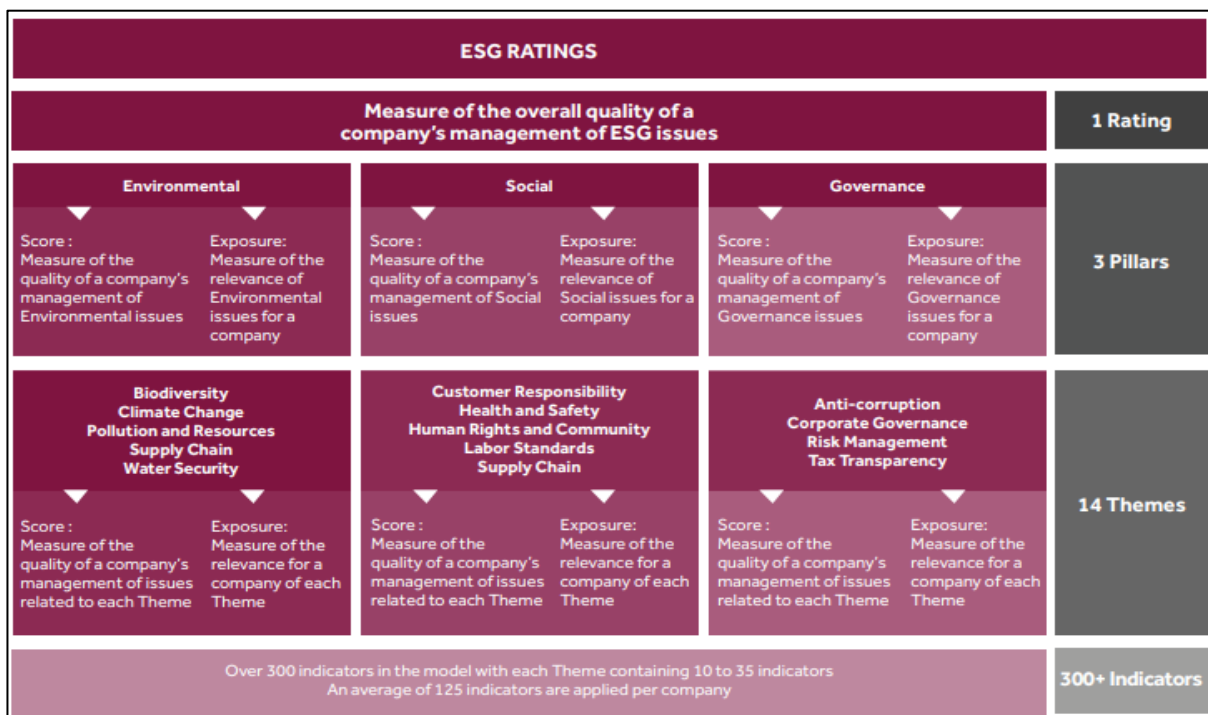 ESG RATINGS
Measure of the overall quality of a
company's management of ESG issues
1 Rating
Environmental
Score :
Measure of the
quality of a company's
management of
Environmental issues
Exposure:
Measure of the
relevance of
Environmental
issues for a
company
Social
Score :
Measure of the
quality of a company's
management of Social
issues
Exposure:
Measure of the
relevance of
Social issues for a
company
Governance
Score :
Measure of the
quality of a company's
management of
Governance issues
Exposure:
Measure of the
relevance of
Governance
issues for a
company
3 Pillars
Biodiversity
Climate Change
Pollution and Resources
Supply Chain
Water Security
Score :
Measure of the
quality of a company's
management of issues
related to each Theme
Exposure:
Measure of the
relevance for a
company of each
Theme
Customer Responsibility
Health and Safety
Human Rights and Community
Labor Standards
Supply Chain
Score :
Measure of the
quality of a company's
management of issues
related to each Theme
Exposure:
Measure of the
relevance for a
company of each
Theme
Anti-corruption
Corporate Governance
Risk Management
Tax Transparency
Score :
Measure of the
quality of a company's
management of issues
related to each Theme
Exposure:
Measure of the
relevance for a
company of each
Theme
14 Themes
Over 300 indicators in the model with each Theme containing 10 to 35 indicators
An average of 125 indicators are applied per company
300+ Indicators